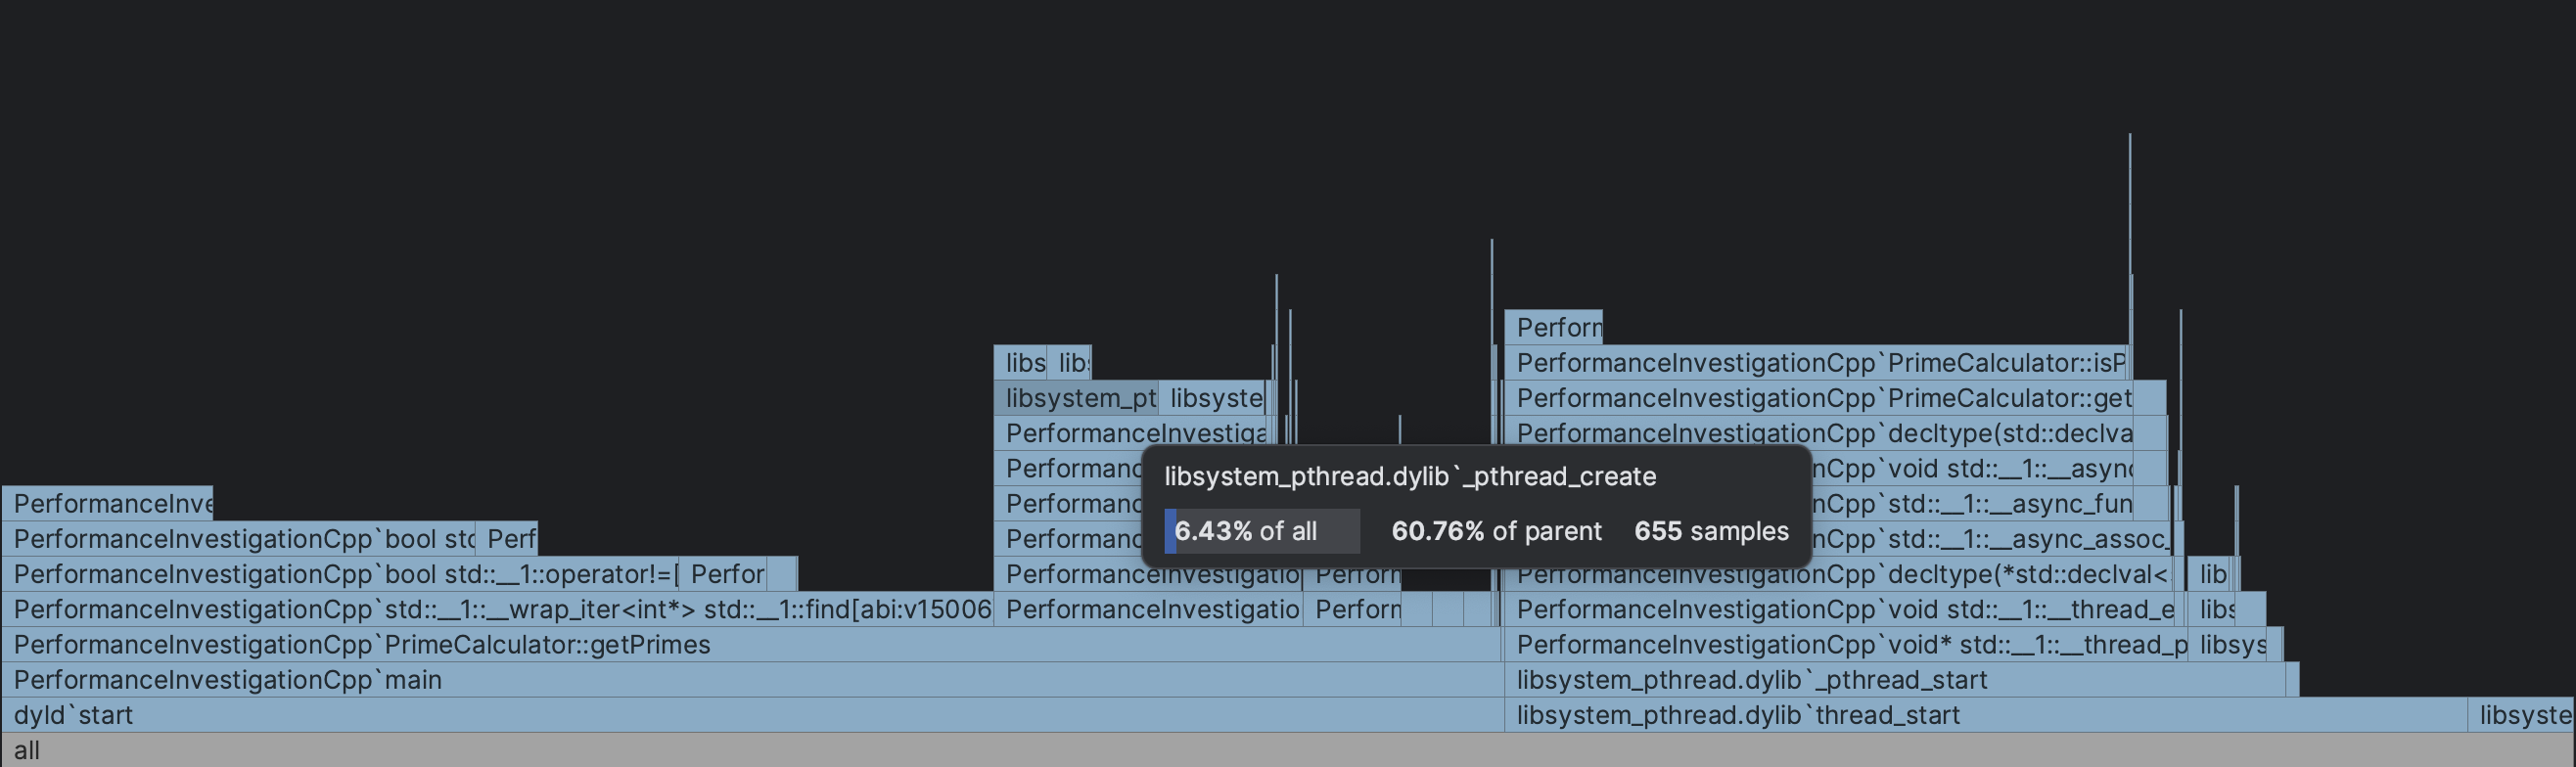 Perform
libs lib
PerformanceInvestigationCpp`PrimeCalculator::isP
libsystem_pt libsyste PerformanceInvestigationCpp`PrimeCalculator::get
PerformanceInvestiga PerformanceInvestigationCpp`decltype(std::declva
Performanc nCpp`void std::__1::__async
libsystem_pthread.dylib`_pthread_create
6.43% of all 60.76% of parent 655 samples
PerformanceInve Performanc nCpp`std::__1::__async_fun
PerformanceInvestigationCpp`bool std Perf Performanc nCpp`std::__1::__async_assoc_
PerformanceInvestigationCpp`bool std::__1::operator!=[ Perfor PerformanceInvestigatio Perform PerformanceInvestigationCpp`decltype(*std::declval< lib
PerformanceInvestigationCpp`std::__1::__wrap_iter<int*> std::__1::find[abi:v15006 PerformanceInvestigatio Perform PerformanceInvestigationCpp`void std::__1::__thread_e libs
PerformanceInvestigationCpp`PrimeCalculator::getPrimes PerformanceInvestigationCpp`void* std::__1::__thread_p libsys
PerformanceInvestigationCpp`main libsystem_pthread.dylib`_pthread_start
dyld`start libsystem_pthread.dylib`thread_start libsyste
all